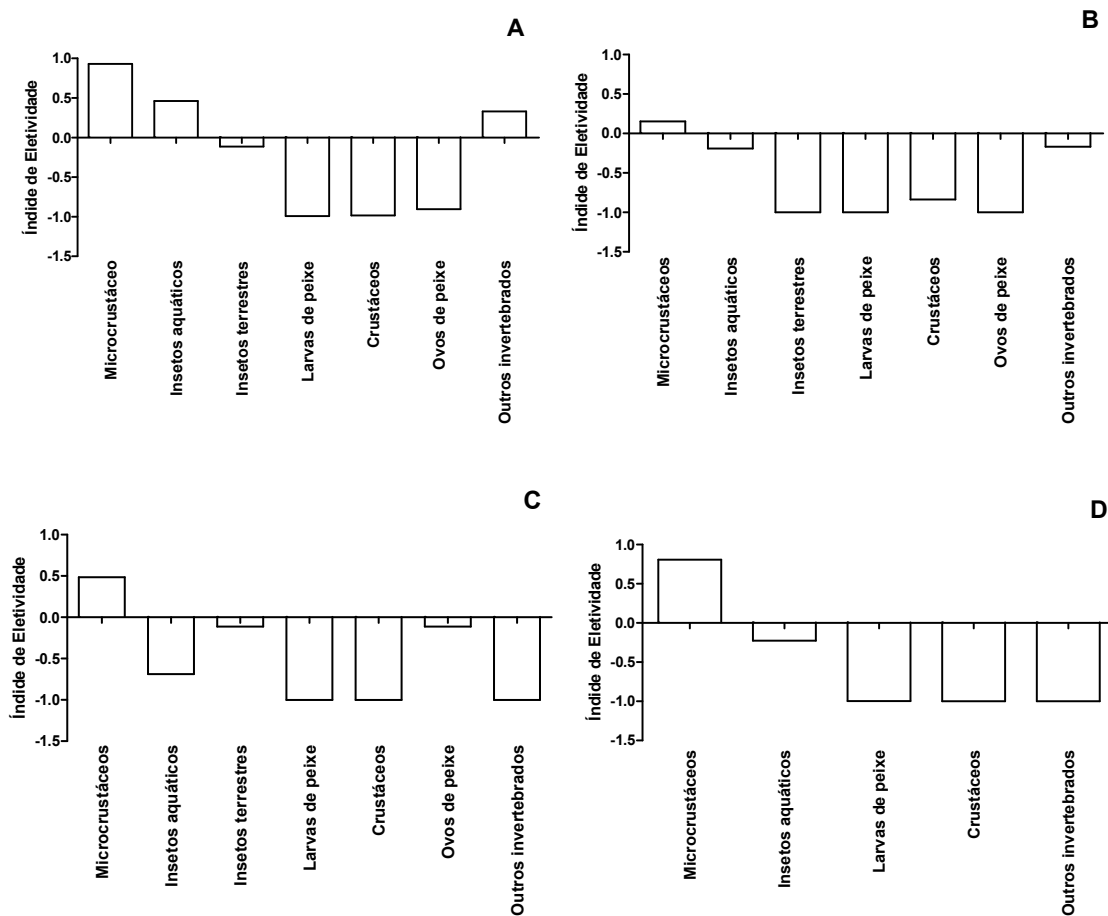 A
Índide de Eletividade
1.0
0.5
0.0
-0.5
-1.0
-1.5
Microcrustáceo
Insetos aquáticos
Insetos terrestres
Larvas de peixe
Crustáceos
Ovos de peixe
Outros invertebrados
B
Índide de Eletividade
1.0
0.5
0.0
-0.5
-1.0
-1.5
Microcrustáceos
Insetos aquáticos
Insetos terrestres
Larvas de peixe
Crustáceos
Ovos de peixe
Outros invertebrados
C
Índide de Eletividade
1.0
0.5
0.0
-0.5
-1.0
-1.5
Microcrustáceos
Insetos aquáticos
Insetos terrestres
Larvas de peixe
Crustáceos
Ovos de peixe
Outros invertebrados
D
Índide de Eletividade
1.0
0.5
0.0
-0.5
-1.0
-1.5
Microcrustáceos
Insetos aquáticos
Larvas de peixe
Crustáceos
Outros invertebrados